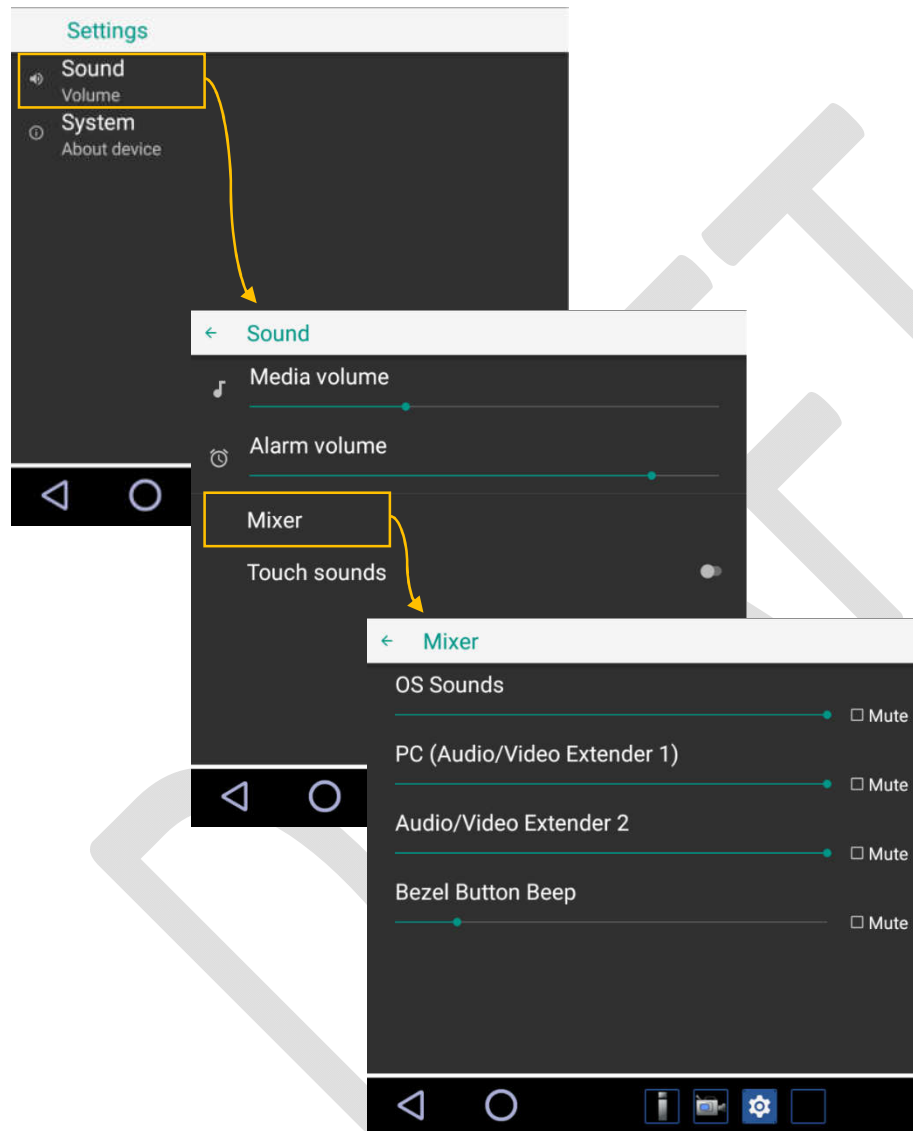 Settings
Sound
Volume
System
About device
Sound
Media volume
Alarm volume
Mixer
Touch sounds
Mixer
OS Sounds
Mute
PC (Audio/Video Extender 1)
Mute
Audio/Video Extender 2
Mute
Bezel Button Beep
Mute